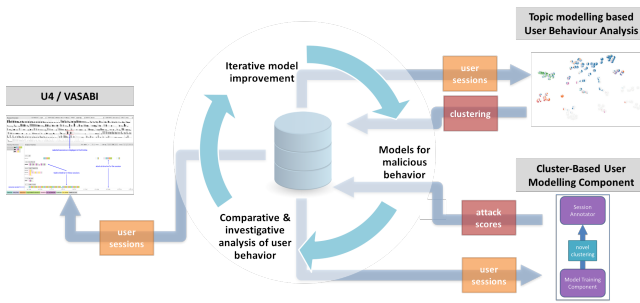 Topic modelling based
User Behaviour Analysis
Iterative model
improvement
user
sessions
clustering
U4 / VASABI
Models for
malicious
behavior
Cluster-Based User
Modelling Component
Session
Annotator
attack
scores
novel
clustering
Comparative &
investigative
analysis of user
behavior
user
sessions
user
sessions
Model Training
Component